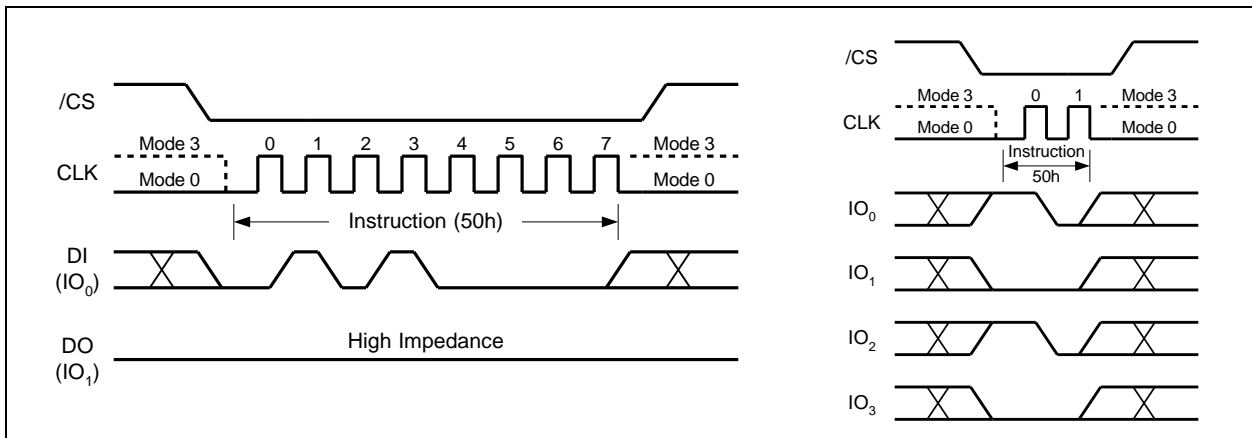 /CS
Mode 3
0 1 2 3 4 5 6 7
Mode 3
CLK
Mode 0
Mode 0
Instruction (50h)
DI
(IO0)
DO
(IO1)
High Impedance
/CS
Mode 3
0 1
Mode 3
CLK
Mode 0
Mode 0
Instruction
50h
IO0
IO1
IO2
IO3